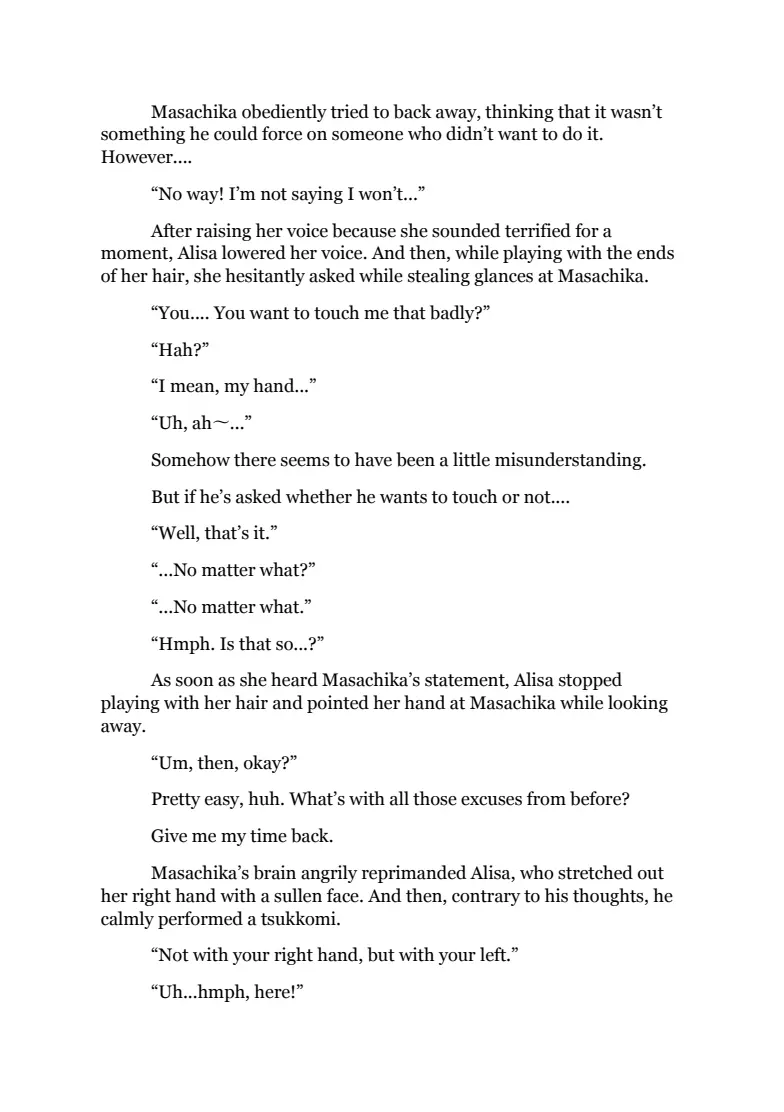 Masachika obediently tried to back away, thinking that it wasn’t
something he could force on someone who didn’t want to do it.
However....
“No way! I’m not saying I won’t...”
After raising her voice because she sounded terrified for a
moment, Alisa lowered her voice. And then, while playing with the ends
of her hair, she hesitantly asked while stealing glances at Masachika.
“You.... You want to touch me that badly?”
“Hah?”
“I mean, my hand...”
“Uh, ah～...”
Somehow there seems to have been a little misunderstanding.
But if he’s asked whether he wants to touch or not....
“Well, that’s it.”
“...No matter what?”
“...No matter what.”
“Hmph. Is that so...?”
As soon as she heard Masachika’s statement, Alisa stopped
playing with her hair and pointed her hand at Masachika while looking
away.
“Um, then, okay?”
Pretty easy, huh. What’s with all those excuses from before?
Give me my time back.
Masachika’s brain angrily reprimanded Alisa, who stretched out
her right hand with a sullen face. And then, contrary to his thoughts, he
calmly performed a tsukkomi.
“Not with your right hand, but with your left.”
“Uh...hmph, here!”